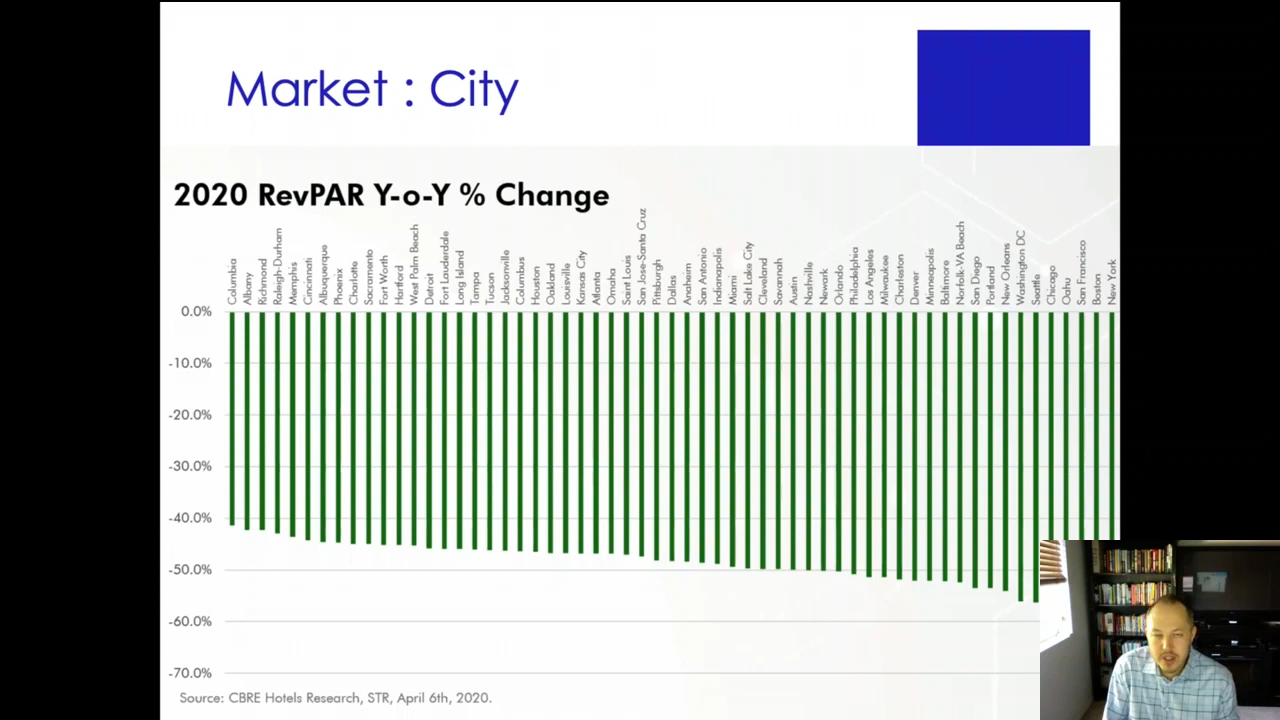 Market : City
2020 RevPAR Y-o-Y % Change
Columbia
Albany
Richmond
Raleigh-Durham
Memphis
Cincinnati
Albuquerque
Phoenix
Charlotte
Sacramento
Fort Worth
Hartford
West Palm Beach
Detroit
Fort Lauderdale
Long Island
Tampa
Tucson
Jacksonville
Columbus
Houston
Oakland
Louisville
Kansas City
Atlanta
Omaha
Saint Louis
San Jose-Santa Cruz
Pittsburgh
Dallas
Anaheim
San Antonio
Indianapolis
Miami
Salt Lake City
Cleveland
Savannah
Austin
Nashville
Newark
Orlando
Philadelphia
Los Angeles
Milwaukee
Charleston
Denver
Minneapolis
Baltimore
Norfolk-VA Beach
San Diego
Portland
New Orleans
Washington DC
Seattle
Chicago
Oahu
San Francisco
Boston
New York
0.0%
-10.0%
-20.0%
-30.0%
-40.0%
-50.0%
-60.0%
-70.0%
Source: CBRE Hotels Research, STR, April 6th, 2020.